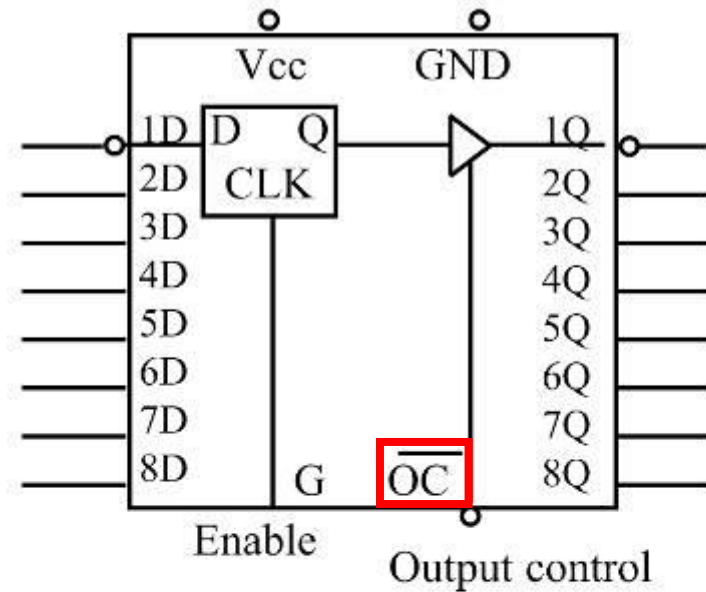 Vcc GND
1D D Q 1Q
2D CLK 2Q
3D 3Q
4D 4Q
5D 5Q
6D 6Q
7D 7Q
8D G O̅C̅ 8Q
Enable
Output control